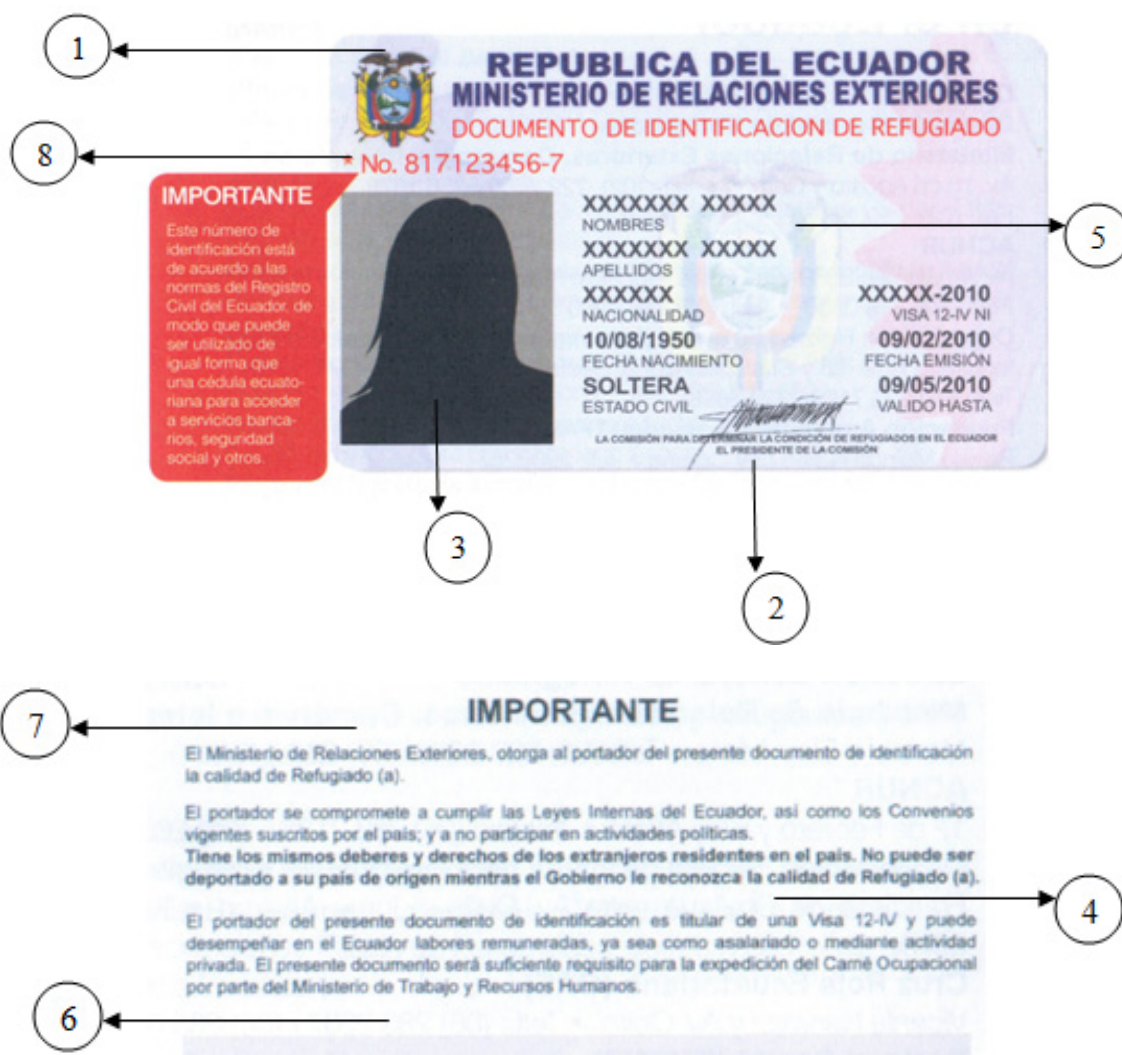 1
REPUBLICA DEL ECUADOR
MINISTERIO DE RELACIONES EXTERIORES
DOCUMENTO DE IDENTIFICACION DE REFUGIADO
8
* No. 817123456-7
IMPORTANTE
Este número de
identificación está
de acuerdo a las
normas del Registro
Civil del Ecuador, de
modo que puede
ser utilizado de
igual forma que
una cédula ecuato-
riana para acceder
a servicios banca-
rios, seguridad
social y otros.
XXXXXXX XXXXX
NOMBRES
5
XXXXXXX XXXXX
APELLIDOS
XXXXXX XXXXX-2010
NACIONALIDAD VISA 12-IV NI
10/08/1950 09/02/2010
FECHA NACIMIENTO FECHA EMISIÓN
SOLTERA 09/05/2010
ESTADO CIVIL VALIDO HASTA
LA COMISIÓN PARA DETERMINAR LA CONDICIÓN DE REFUGIADOS EN EL ECUADOR
EL PRESIDENTE DE LA COMISIÓN
3
2
7
IMPORTANTE
El Ministerio de Relaciones Exteriores, otorga al portador del presente documento de identificación
la calidad de Refugiado (a).
El portador se compromete a cumplir las Leyes Internas del Ecuador, así como los Convenios
vigentes suscritos por el país; y a no participar en actividades políticas.
Tiene los mismos deberes y derechos de los extranjeros residentes en el país. No puede ser
deportado a su país de origen mientras el Gobierno le reconozca la calidad de Refugiado (a).
4
El portador del presente documento de identificación es titular de una Visa 12-IV y puede
desempeñar en el Ecuador labores remuneradas, ya sea como asalariado o mediante actividad
privada. El presente documento será suficiente requisito para la expedición del Carné Ocupacional
por parte del Ministerio de Trabajo y Recursos Humanos.
6